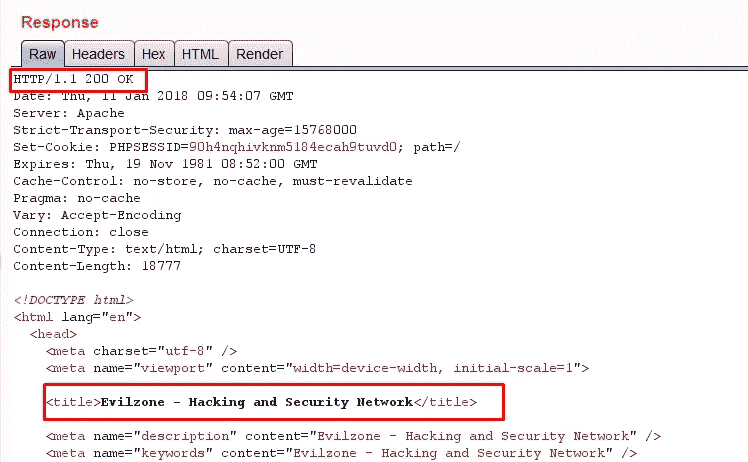 Response
Raw Headers Hex HTML Render
HTTP/1.1 200 OK
Date: Thu, 11 Jan 2018 09:54:07 GMT
Server: Apache
Strict-Transport-Security: max-age=15768000
Set-Cookie: PHPSESSID=90h4nqhivknm5184ecah9tuvd0; path=/
Expires: Thu, 19 Nov 1981 08:52:00 GMT
Cache-Control: no-store, no-cache, must-revalidate
Pragma: no-cache
Vary: Accept-Encoding
Connection: close
Content-Type: text/html; charset=UTF-8
Content-Length: 18777
<!DOCTYPE html>
<html lang="en">
<head>
<meta charset="utf-8" />
<meta name="viewport" content="width=device-width, initial-scale=1">
<title>Evilzone - Hacking and Security Network</title>
<meta name="description" content="Evilzone - Hacking and Security Network" />
<meta name="keywords" content="Evilzone - Hacking and Security Network" />